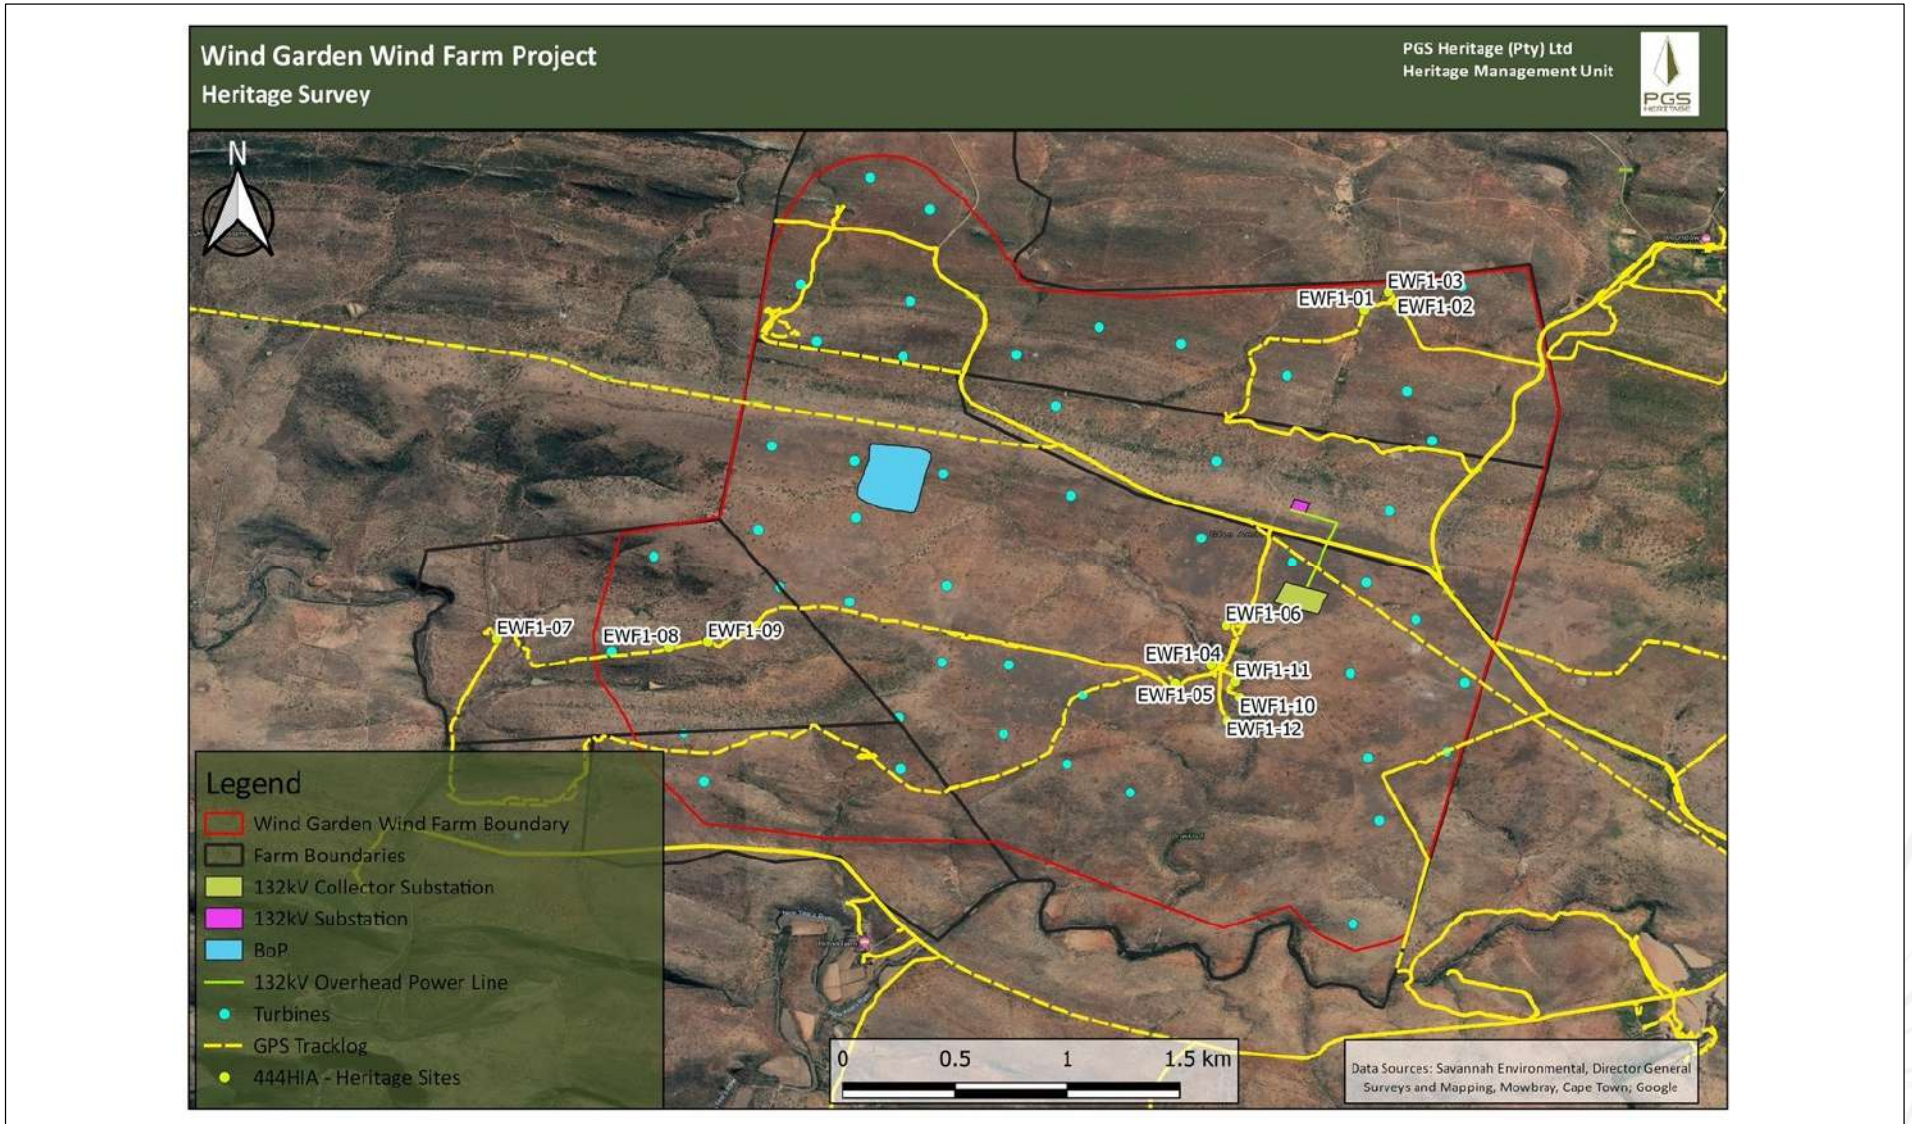 Wind Garden Wind Farm Project
Heritage Survey
PGS Heritage (Pty) Ltd
Heritage Management Unit
PGS
HERITAGE
N
EWF1-03
EWF1-01
EWF1-02
EWF1-06
EWF1-07
EWF1-08
EWF1-09
EWF1-04
EWF1-11
EWF1-05
EWF1-10
EWF1-12
Legend
Wind Garden Wind Farm Boundary
Farm Boundaries
132kV Collector Substation
132kV Substation
BoP
132kV Overhead Power Line
Turbines
GPS Tracklog
444HIA - Heritage Sites
0 0.5 1 1.5 km
Data Sources: Savannah Environmental, Director General
Surveys and Mapping, Mowbray, Cape Town; Google